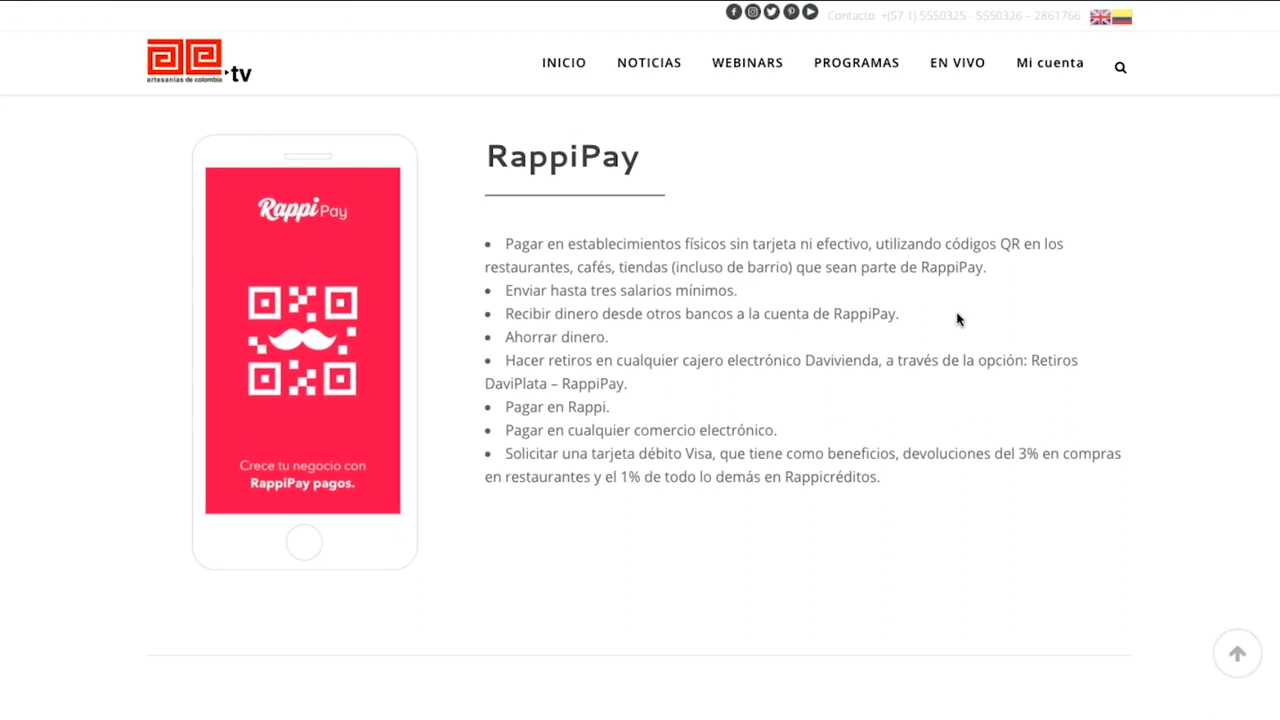 Contacto. +(57 1) 5550325 - 5550326 – 2861766
artesanías de colombia
tv
INICIO NOTICIAS WEBINARS PROGRAMAS EN VIVO Mi cuenta
Rappi Pay
Crece tu negocio con
RappiPay pagos.
RappiPay
• Pagar en establecimientos físicos sin tarjeta ni efectivo, utilizando códigos QR en los
restaurantes, cafés, tiendas (incluso de barrio) que sean parte de RappiPay.
• Enviar hasta tres salarios mínimos.
• Recibir dinero desde otros bancos a la cuenta de RappiPay.
• Ahorrar dinero.
• Hacer retiros en cualquier cajero electrónico Davivienda, a través de la opción: Retiros
DaviPlata – RappiPay.
• Pagar en Rappi.
• Pagar en cualquier comercio electrónico.
• Solicitar una tarjeta débito Visa, que tiene como beneficios, devoluciones del 3% en compras
en restaurantes y el 1% de todo lo demás en Rappicréditos.